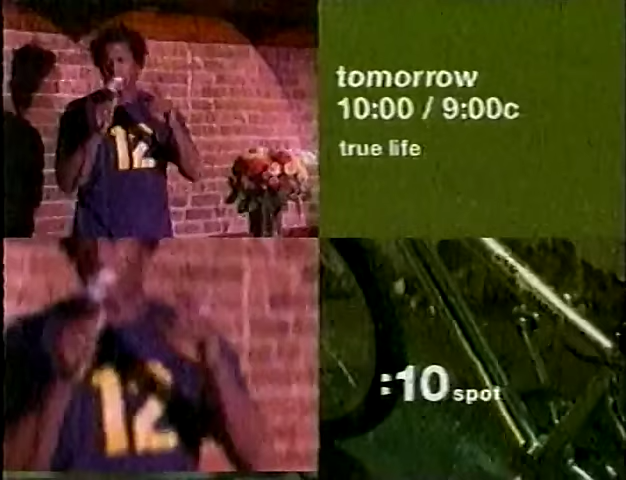 12
tomorrow
10:00 / 9:00c
true life
12
:10 spot